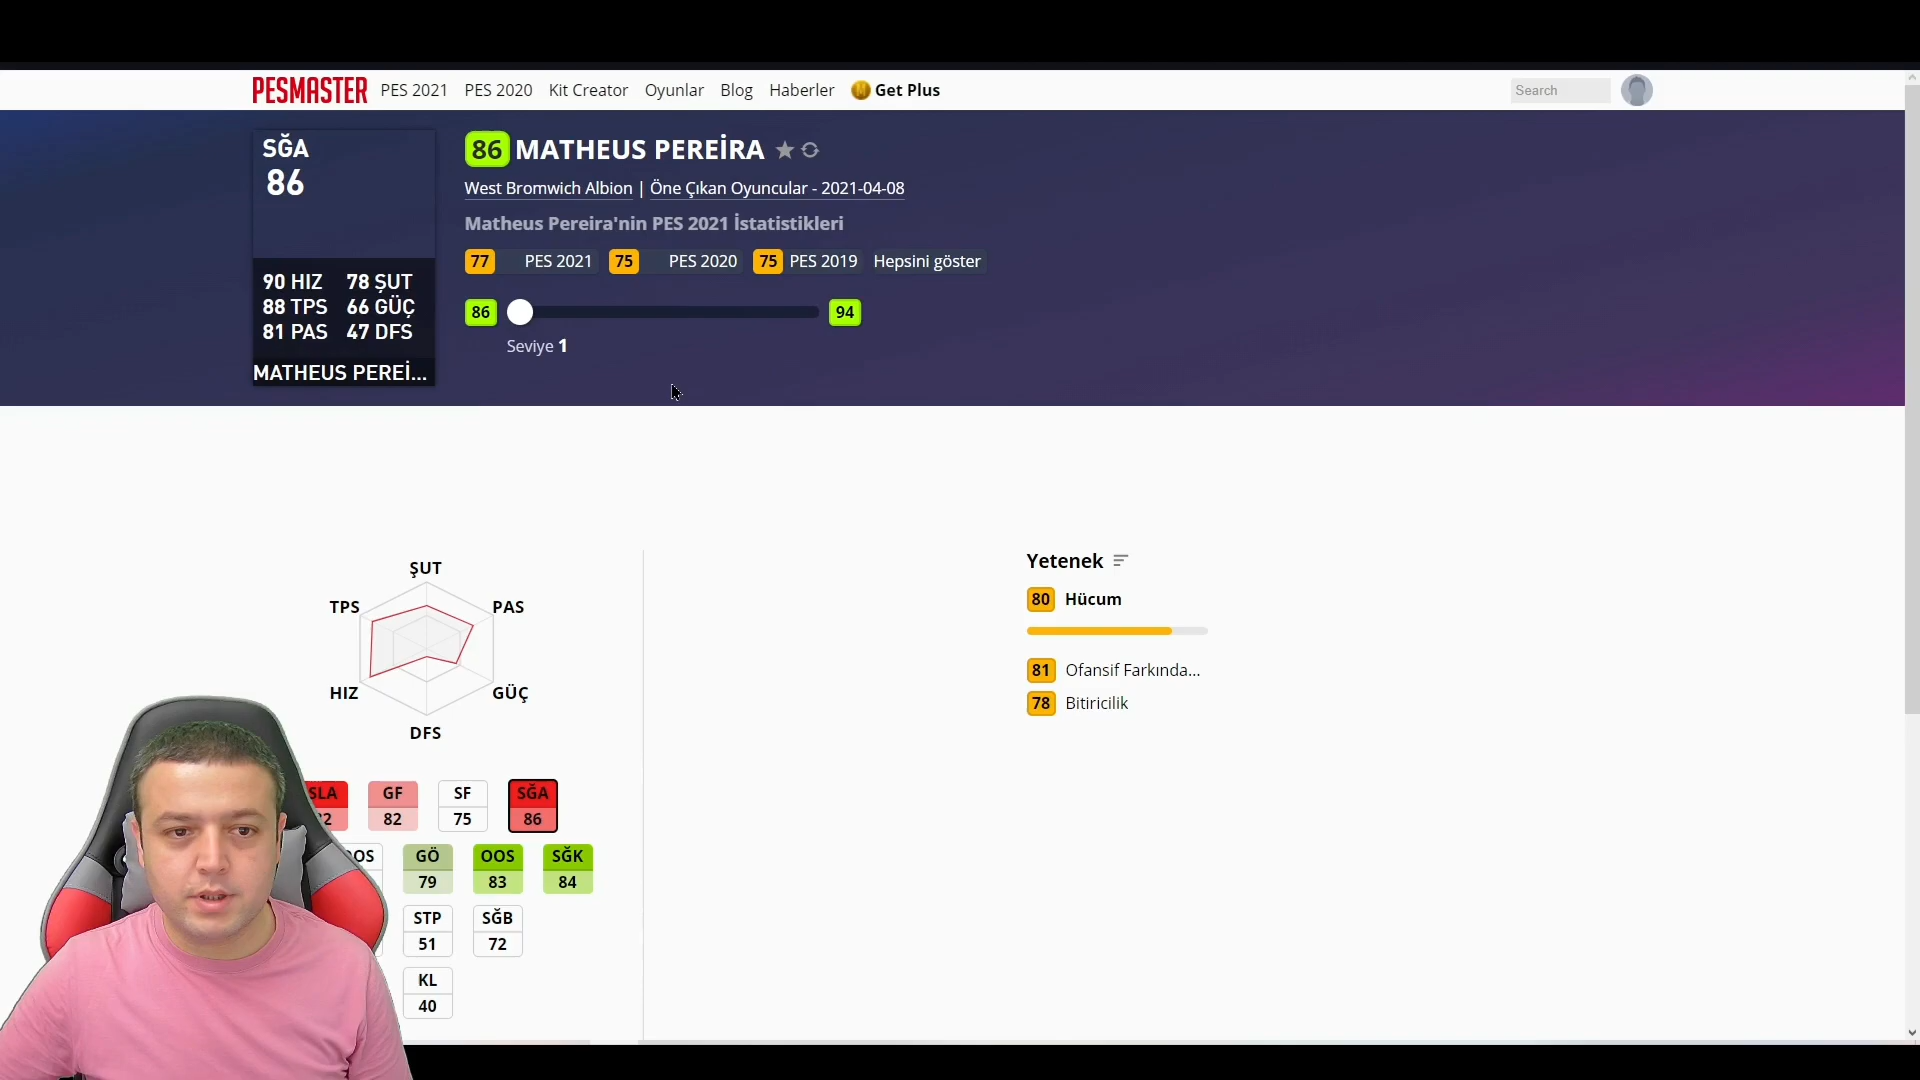 PESMASTER PES 2021 PES 2020 Kit Creator Oyunlar Blog Haberler Get Plus Search
SĞA
86
90 HIZ 78 ŞUT
88 TPS 66 GÜÇ
81 PAS 47 DFS
MATHEUS PEREİ...
86 MATHEUS PEREİRA
West Bromwich Albion | Öne Çıkan Oyuncular - 2021-04-08
Matheus Pereira'nin PES 2021 İstatistikleri
77 PES 2021 75 PES 2020 75 PES 2019 Hepsini göster
86 94
Seviye 1
ŞUT
TPS PAS
HIZ GÜÇ
DFS
SLA GF SF SĞA
82 75 86
GÖ OOS SĞK
79 83 84
STP SĞB
51 72
KL
40
Yetenek
80 Hücum
81 Ofansif Farkında...
78 Bitiricilik